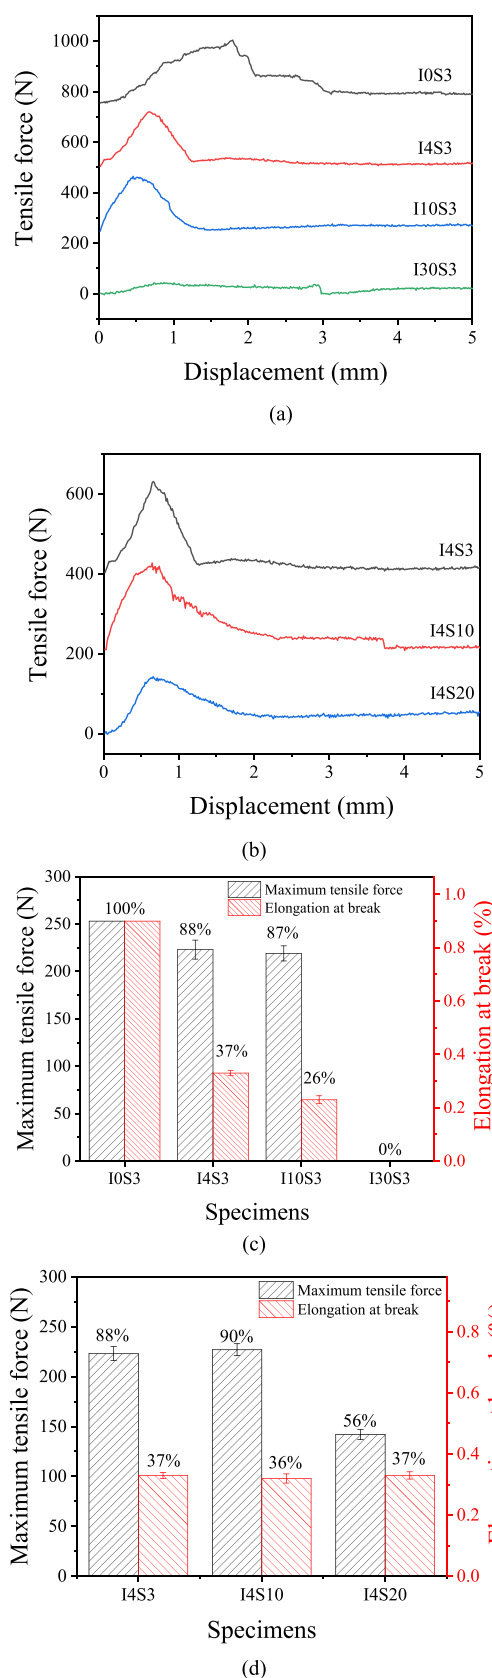 1000
800
600
400
200
0
Tensile force (N)
I0S3
I4S3
I10S3
I30S3
0 1 2 3 4 5
Displacement (mm)
(a)
600
400
200
0
Tensile force (N)
I4S3
I4S10
I4S20
0 1 2 3 4 5
Displacement (mm)
(b)
300
250
200
150
100
50
0
Maximum tensile force (N)
Maximum tensile force
Elongation at break
100%
88%
87%
37%
26%
0%
1.0
0.8
0.6
0.4
0.2
0.0
Elongation at break (%)
I0S3 I4S3 I10S3 I30S3
Specimens
(c)
300
250
200
150
100
50
0
Maximum tensile force (N)
Maximum tensile force
Elongation at break
88%
90%
56%
37%
36%
37%
0.8
0.6
0.4
0.2
0.0
I4S3 I4S10 I4S20
Specimens
(d)